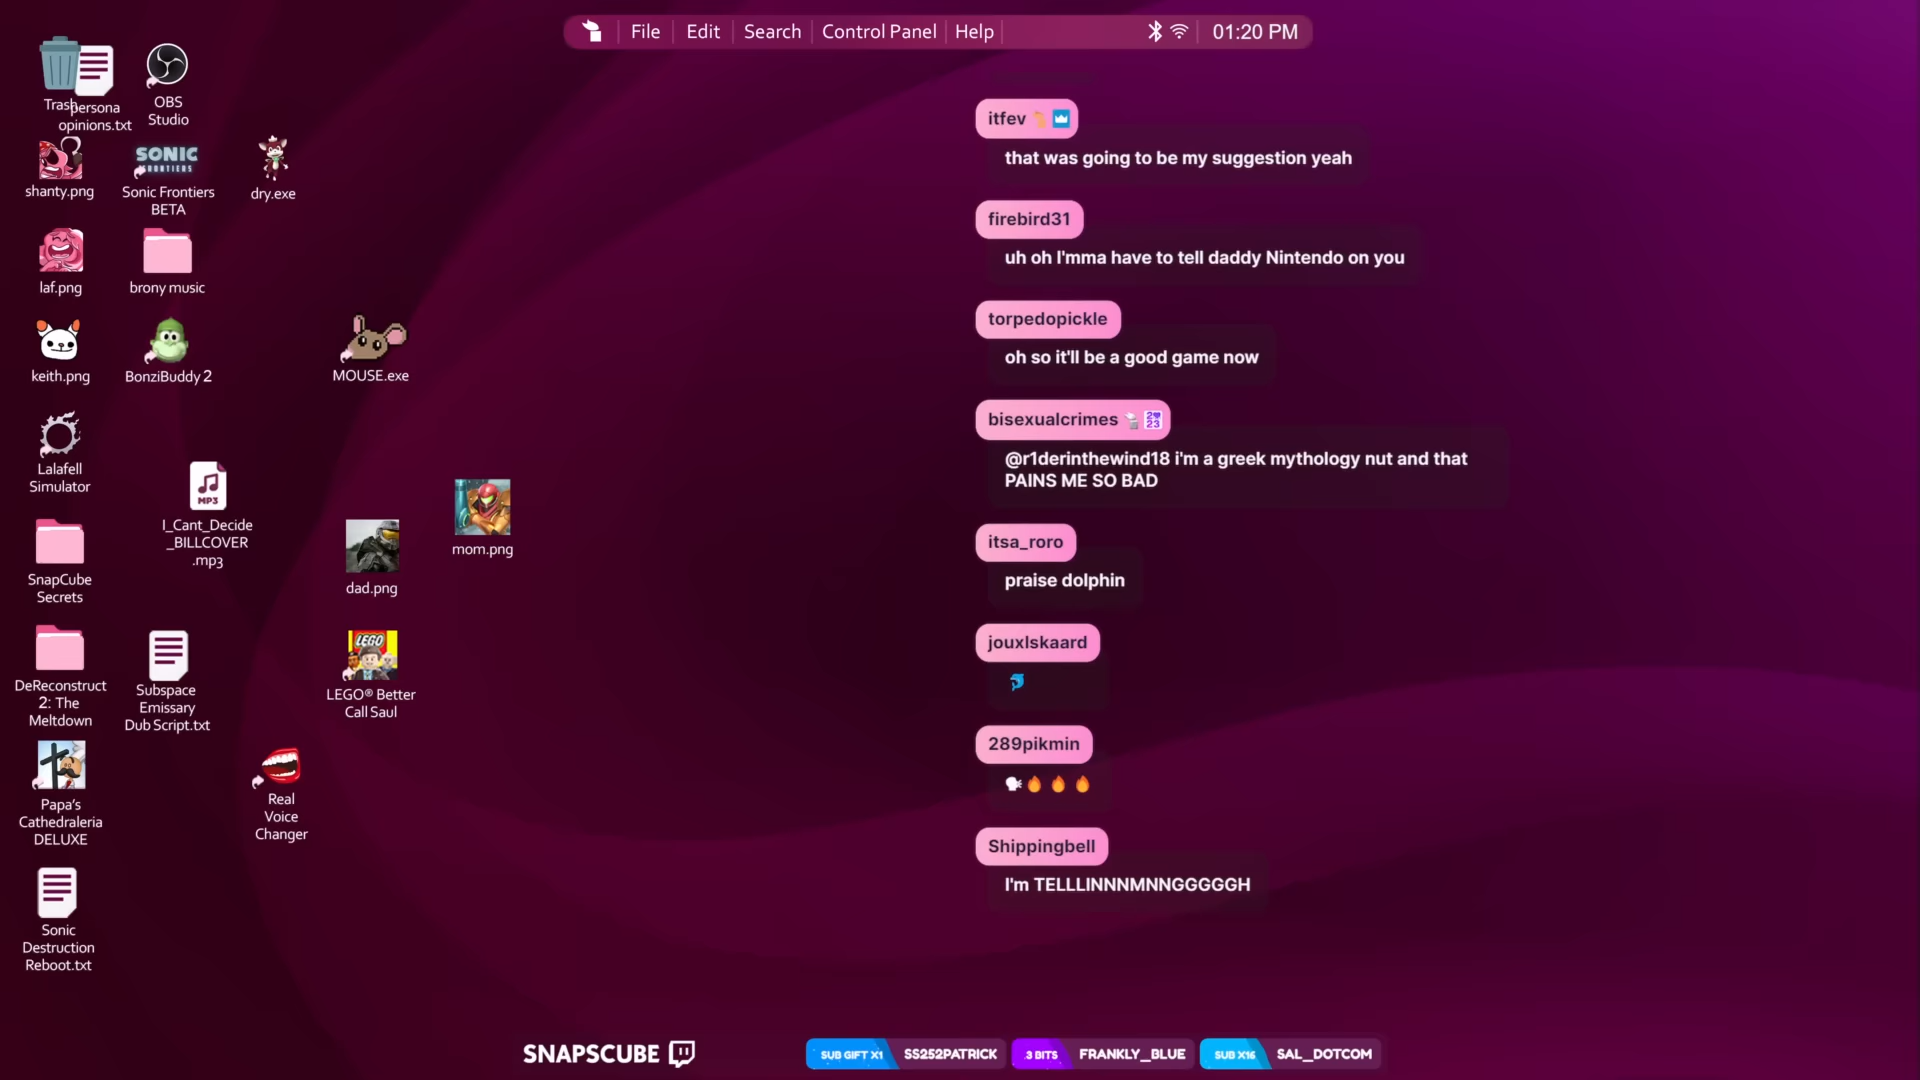 File Edit Search Control Panel Help 01:20 PM
Trash
persona
opinions.txt
OBS
Studio
shanty.png
SONIC
FRONTIERS
Sonic Frontiers
BETA
dry.exe
laf.png
brony music
keith.png
BonziBuddy 2
MOUSE.exe
Lalafell
Simulator
MP3
I_Cant_Decide
_BILLCOVER
.mp3
mom.png
dad.png
SnapCube
Secrets
DeReconstruct
2: The
Meltdown
Subspace
Emissary
Dub Script.txt
LEGO
LEGO® Better
Call Saul
Papa's
Cathedraleria
DELUXE
Real
Voice
Changer
Sonic
Destruction
Reboot.txt
itfev
that was going to be my suggestion yeah
firebird31
uh oh I'mma have to tell daddy Nintendo on you
torpedopickle
oh so it'll be a good game now
bisexualcrimes 2 23
@r1derinthewind18 i'm a greek mythology nut and that
PAINS ME SO BAD
itsa_roro
praise dolphin
jouxlskaard
🐬
289pikmin
🗣🔥🔥🔥
Shippingbell
I'm TELLLINNNMNNGGGGGH
SNAPSCUBE
SUB GIFT X1 SS252PATRICK 3 BITS FRANKLY_BLUE SUB X16 SAL_DOTCOM